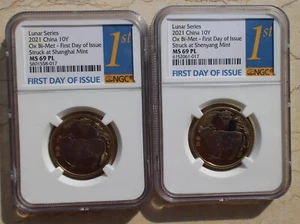 Lunar Series
2021 China 10Y
Ox Bi-Met - First Day of Issue
Struck at Shanghai Mint
MS 69 PL
1st
FIRST DAY OF ISSUE
NGC
Lunar Series
2021 China 10Y
Ox Bi-Met - First Day of Issue
Struck at Shenyang Mint
MS 69 PL
1st
FIRST DAY OF ISSUE
NGC